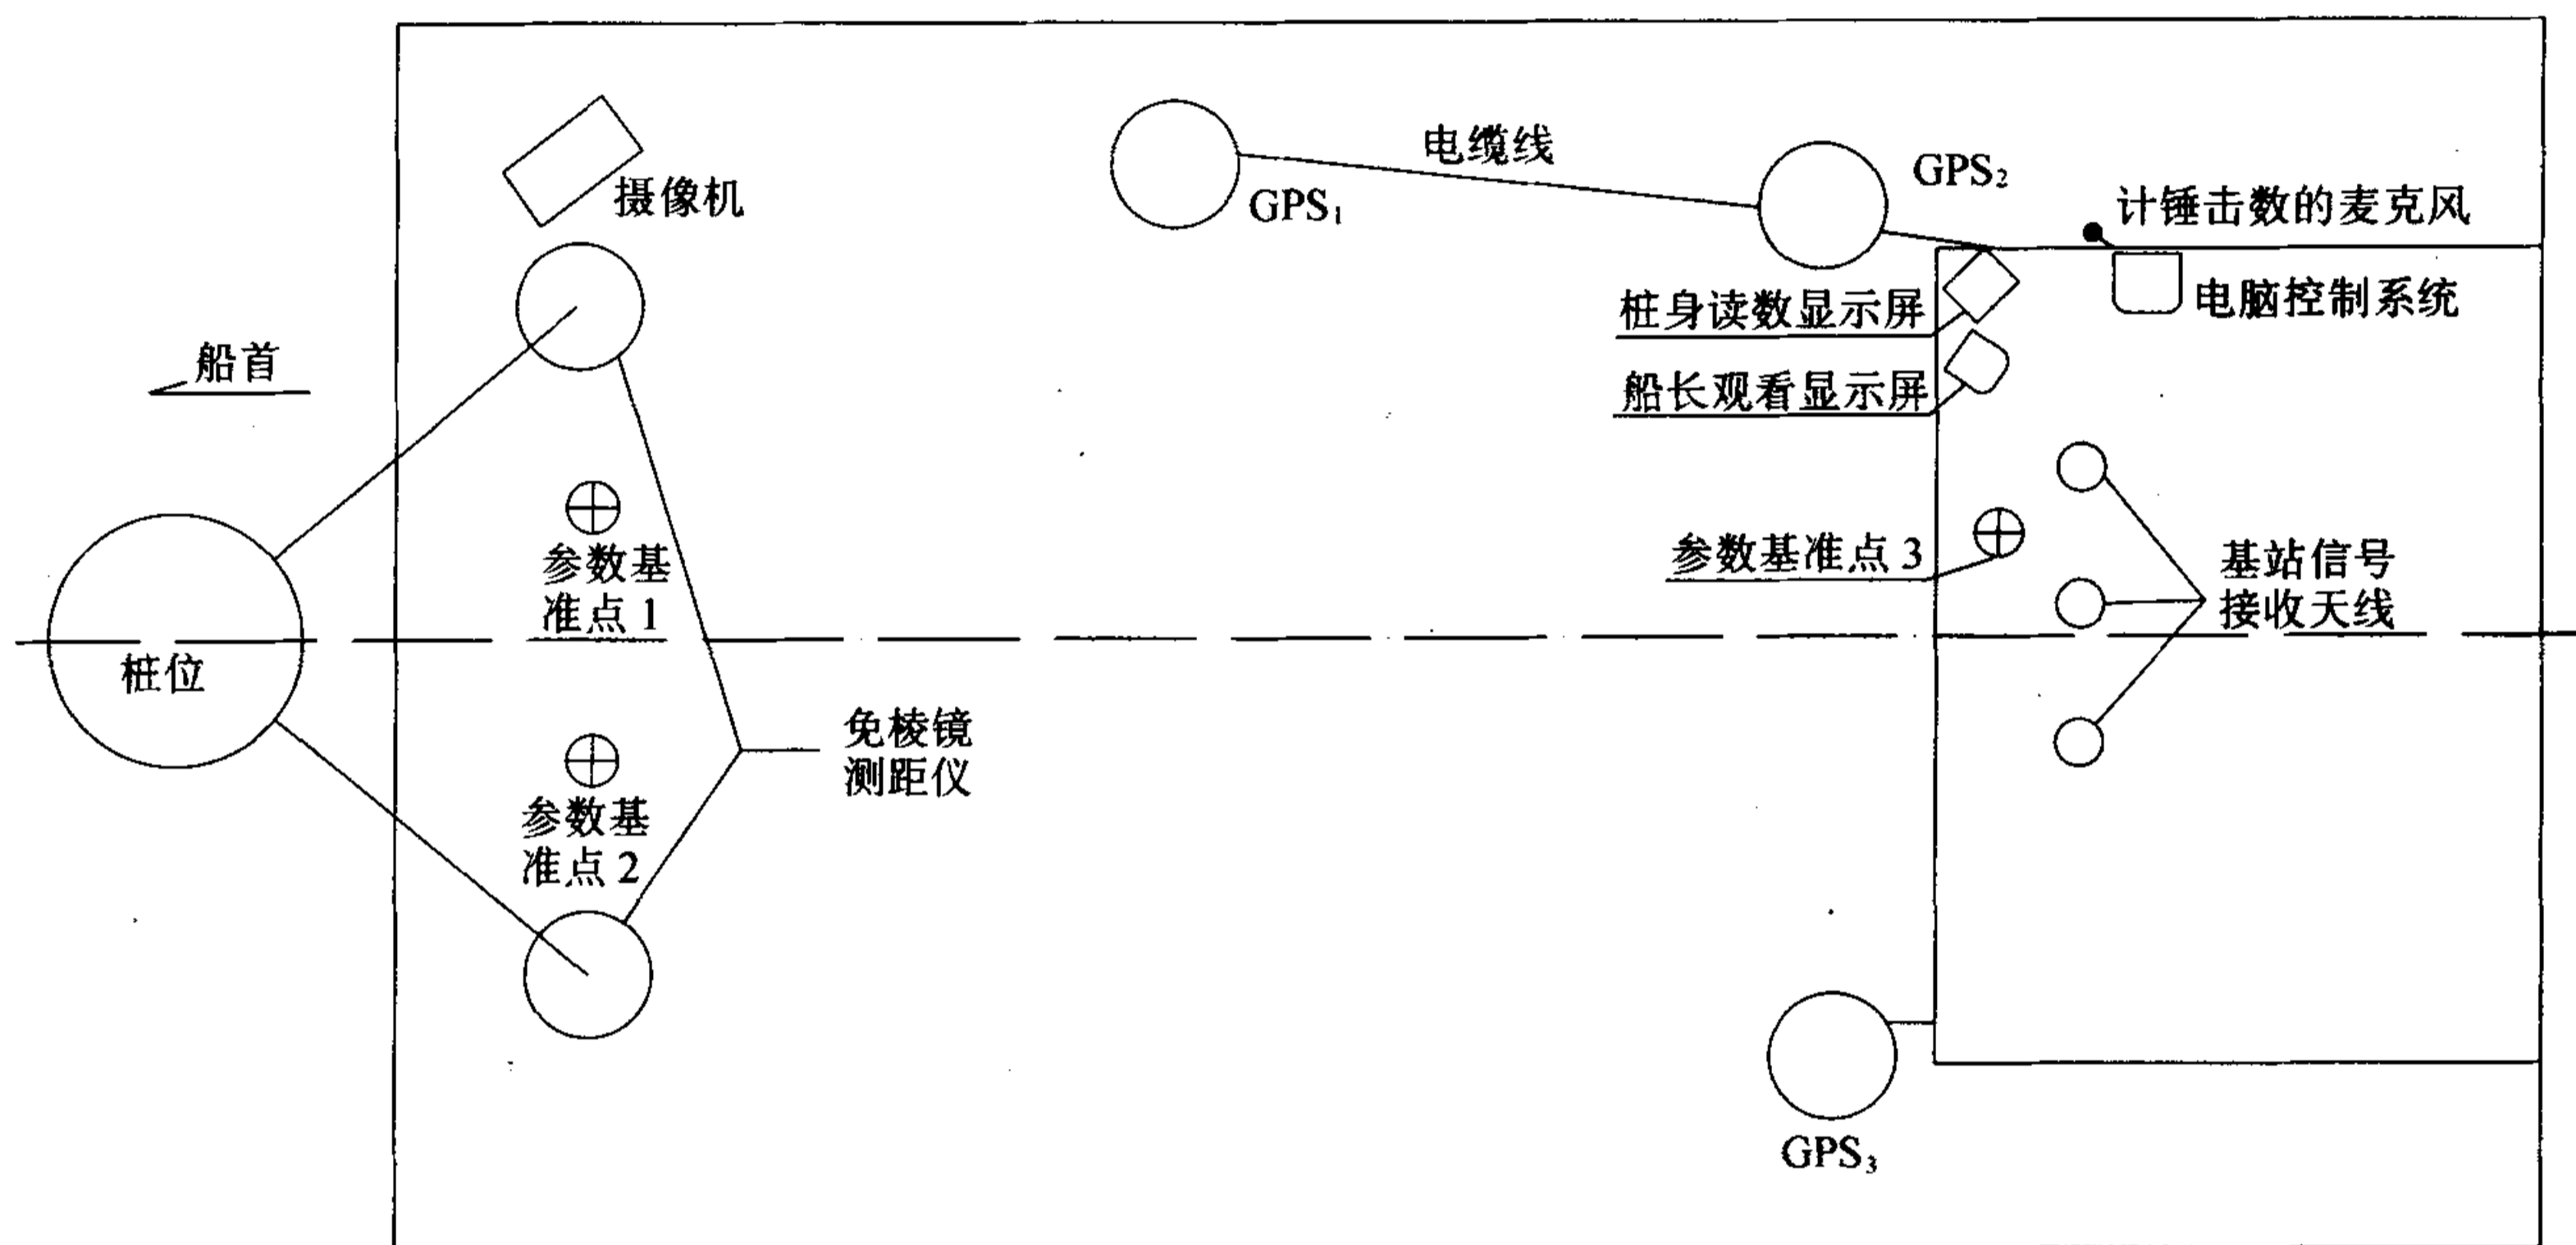 摄像机
GPS₁
电缆线
GPS₂
计锤击数的麦克风
电脑控制系统
桩身读数显示屏
船长观看显示屏
船首
参数基
准点 1
参数基准点 3
基站信号
接收天线
桩位
免棱镜
测距仪
参数基
准点 2
GPS₃